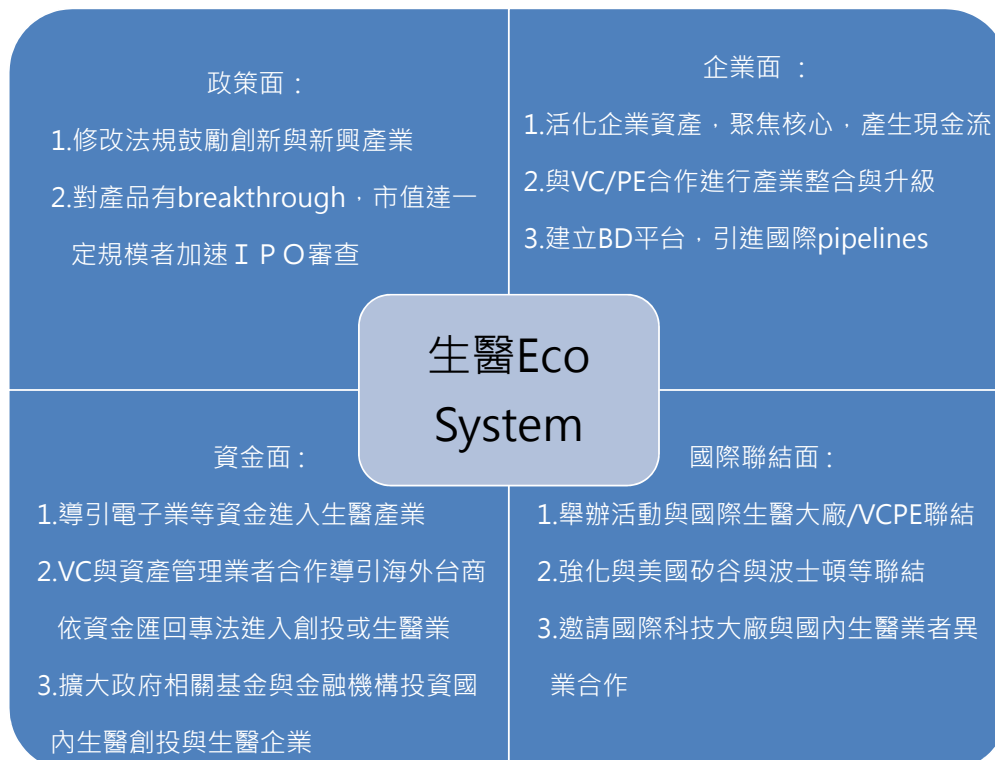 政策面：
1.修改法規鼓勵創新與新興產業
2.對產品有breakthrough，市值達一
定規模者加速ＩＰＯ審查
企業面 ：
1.活化企業資產，聚焦核心，產生現金流
2.與VC/PE合作進行產業整合與升級
3.建立BD平台，引進國際pipelines
生醫Eco
System
資金面：
1.導引電子業等資金進入生醫產業
2.VC與資產管理業者合作導引海外台商
依資金匯回專法進入創投或生醫業
3.擴大政府相關基金與金融機構投資國
內生醫創投與生醫企業
國際聯結面：
1.舉辦活動與國際生醫大廠/VCPE聯結
2.強化與美國矽谷與波士頓等聯結
3.邀請國際科技大廠與國內生醫業者異
業合作